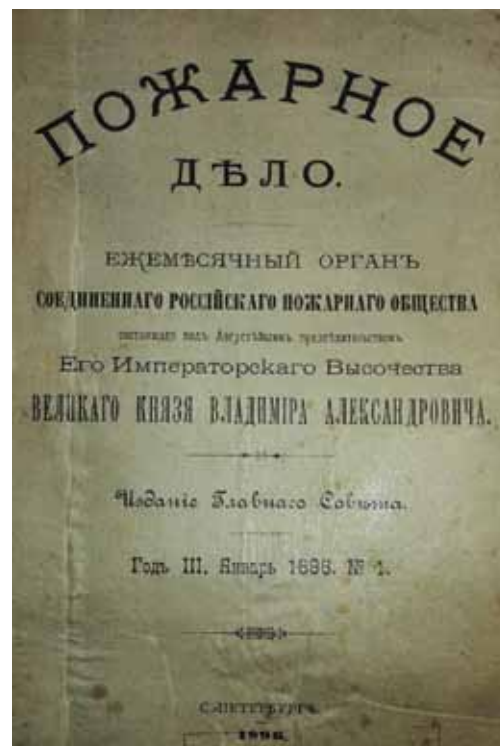 ПОЖАРНОЕ
ДѢЛО.
ЕЖЕМѢСЯЧНЫЙ ОРГАНЪ
СОЕДИНЕННАГО РОССІЙСКАГО ПОЖАРНАГО ОБЩЕСТВА
состоящаго подъ Августѣйшимъ предсѣдательствомъ
Его Императорскаго Высочества
ВЕЛИКАГО КНЯЗЯ ВЛАДИМІРА АЛЕКСАНДРОВИЧА.
Изданіе Главнаго Совѣта.
Годъ III. Январь 1896. № 1.
С.-ПЕТЕРБУРГЪ.
1896